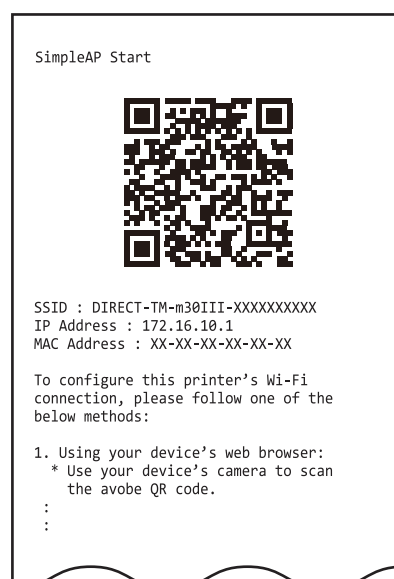 SimpleAP Start
SSID : DIRECT-TM-m30III-XXXXXXXXXX
IP Address : 172.16.10.1
MAC Address : XX-XX-XX-XX-XX-XX
To configure this printer’s Wi-Fi
connection, please follow one of the
below methods:
1. Using your device’s web browser:
* Use your device’s camera to scan
the avobe QR code.
:
: